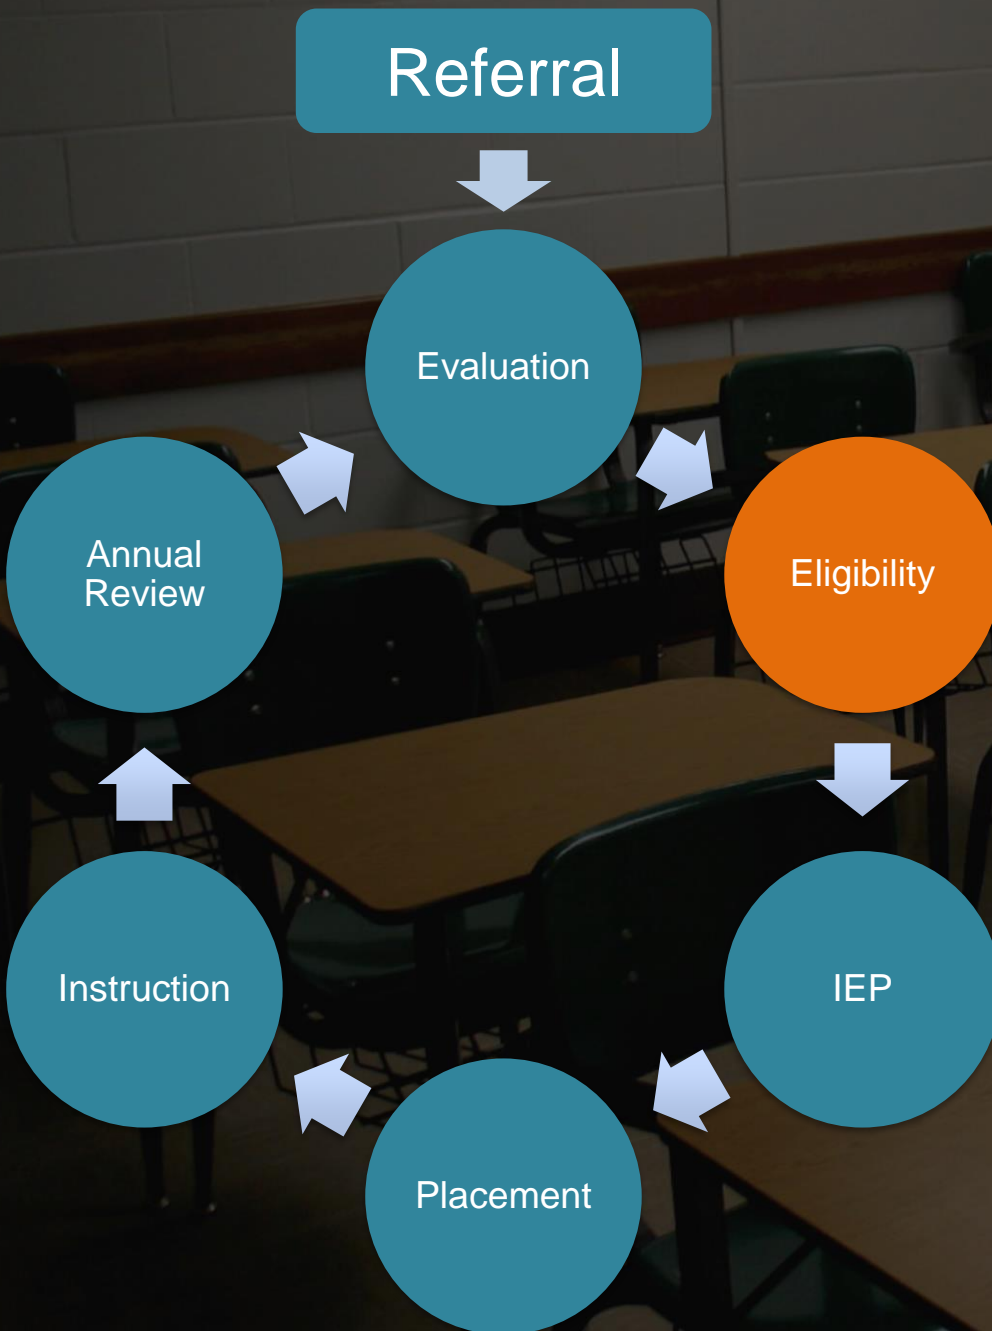 Referral
Evaluation
Eligibility
IEP
Placement
Instruction
Annual
Review